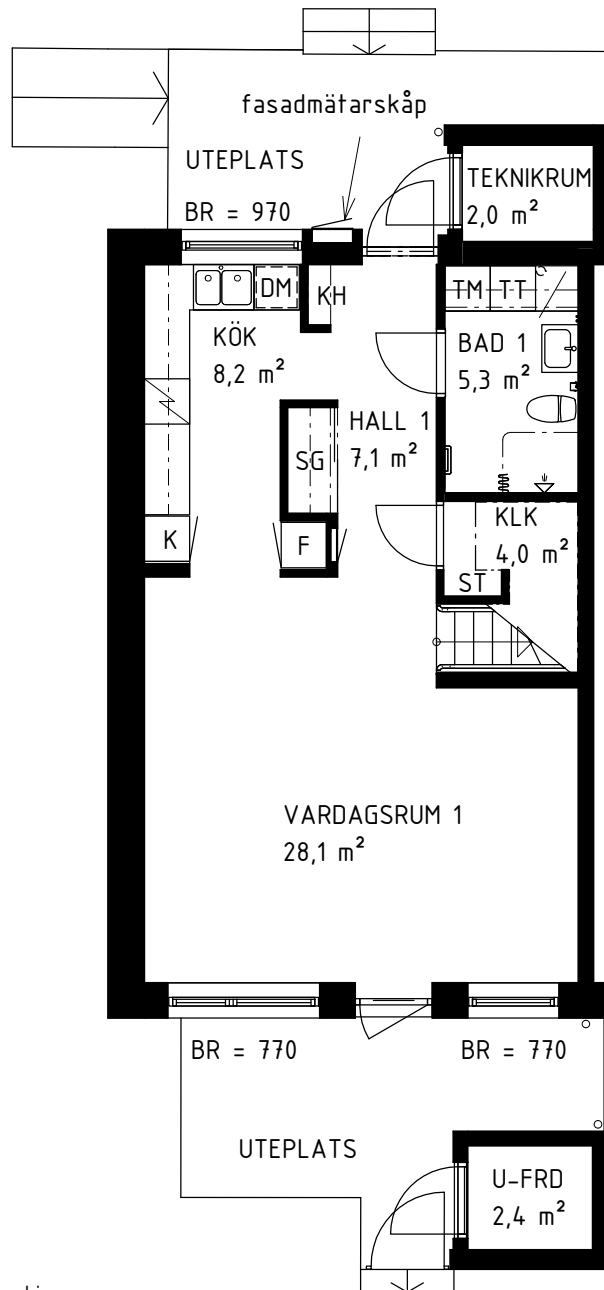 fasadmätarskåp
UTEPLATS
TEKNIKRUM
2,0 m²
BR = 970
DM
KH
TM
TT
KÖK
8,2 m²
BAD 1
5,3 m²
HALL 1
7,1 m²
SG
KLK
4,0 m²
K
F
ST
VARDAGSRUM 1
28,1 m²
BR = 770
BR = 770
UTEPLATS
U-FRD
2,4 m²